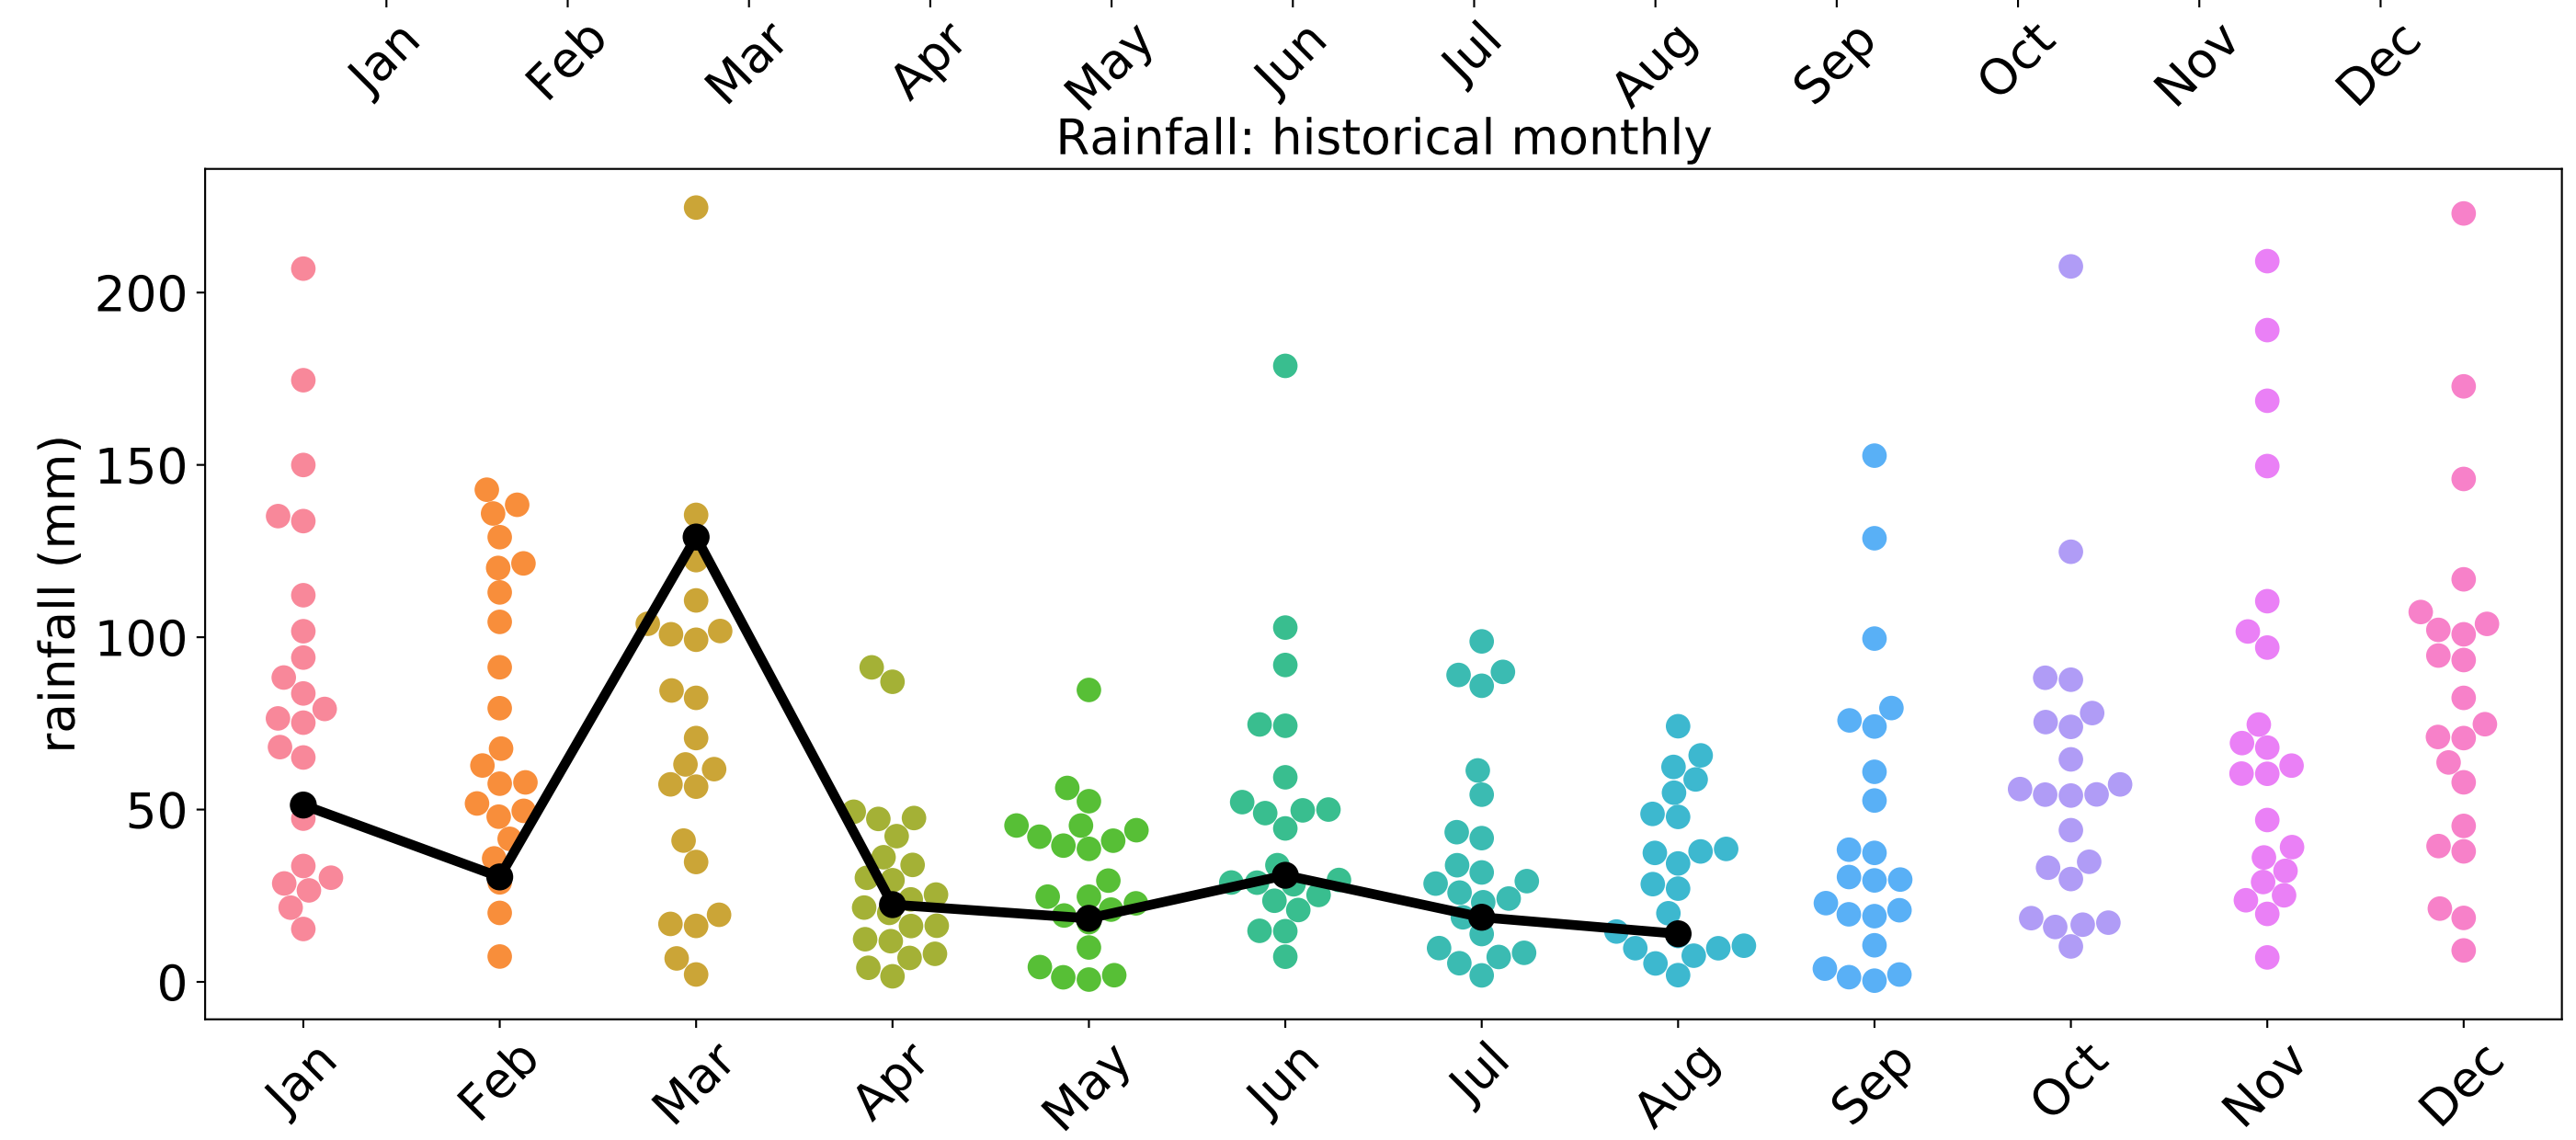 Jan Feb Mar Apr May Jun Jul Aug Sep Oct Nov Dec
Rainfall: historical monthly
rainfall (mm)
200
150
100
50
0
Jan Feb Mar Apr May Jun Jul Aug Sep Oct Nov Dec